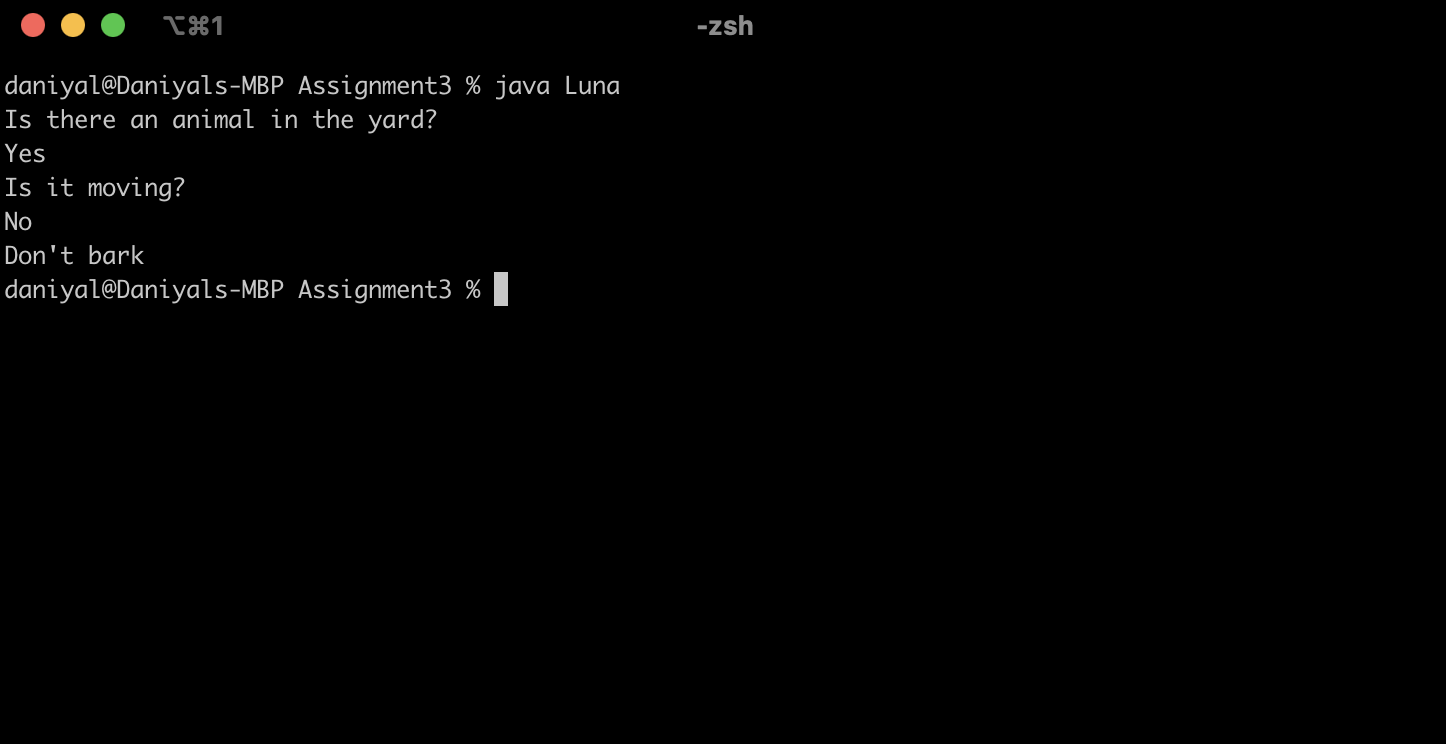 ⌥⌘1
-zsh
daniyal@Daniyals-MBP Assignment3 % java Luna
Is there an animal in the yard?
Yes
Is it moving?
No
Don't bark
daniyal@Daniyals-MBP Assignment3 %